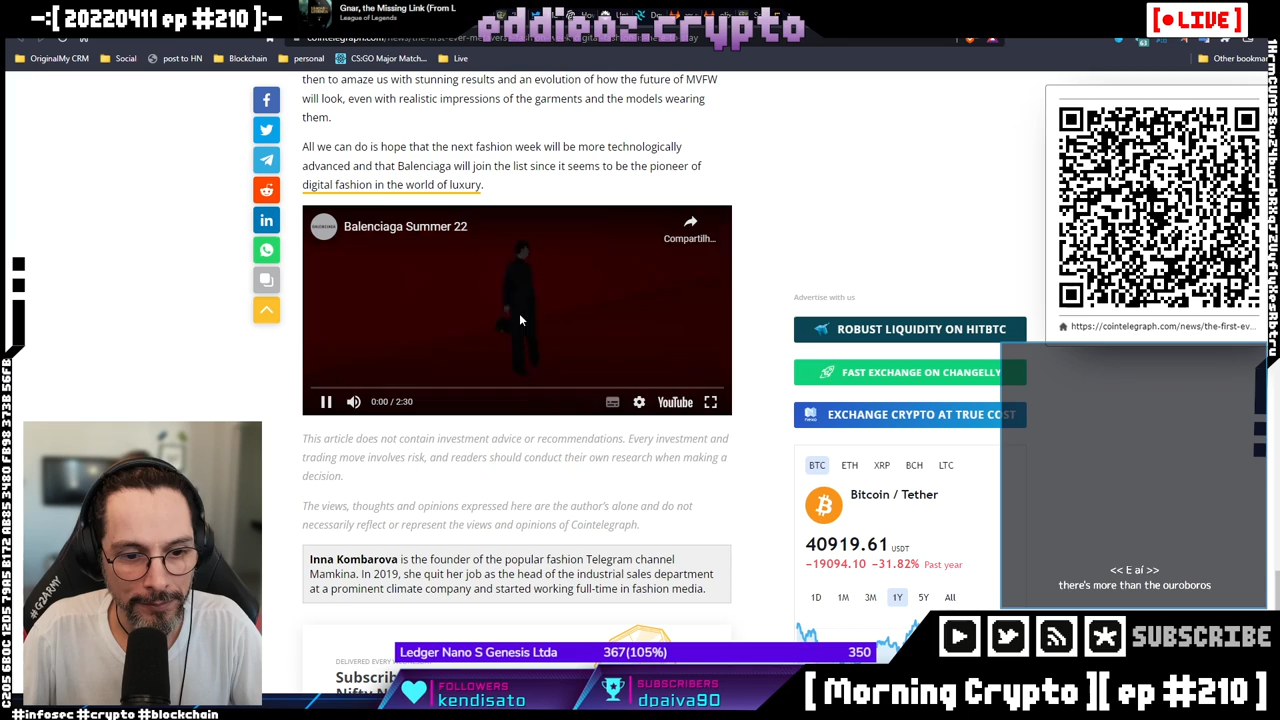 -:[ 20220411 ep #210 ]:-
Gnar, the Missing Link (From L
League of Legends
oddie0z.crypto
[ LIVE ]
OriginalMy CRM
Social
post to HN
Blockchain
personal
CS:GO Major Match...
Live
Other bookmar
then to amaze us with stunning results and an evolution of how the future of MVFW
will look, even with realistic impressions of the garments and the models wearing
them.
All we can do is hope that the next fashion week will be more technologically
advanced and that Balenciaga will join the list since it seems to be the pioneer of
digital fashion in the world of luxury.
Balenciaga Summer 22
Compartilh...
0:00 / 2:30
YouTube
This article does not contain investment advice or recommendations. Every investment and
trading move involves risk, and readers should conduct their own research when making a
decision.
The views, thoughts and opinions expressed here are the author's alone and do not
necessarily reflect or represent the views and opinions of Cointelegraph.
Inna Kombarova is the founder of the popular fashion Telegram channel
Mamkina. In 2019, she quit her job as the head of the industrial sales department
at a prominent climate company and started working full-time in fashion media.
DELIVERED EVERY
Subscri
Nifty N
https://cointelegraph.com/news/the-first-ev...
Advertise with us
ROBUST LIQUIDITY ON HITBTC
FAST EXCHANGE ON CHANGELLY
EXCHANGE CRYPTO AT TRUE COST
BTC ETH XRP BCH LTC
Bitcoin / Tether
40919.61 USDT
−19094.10 −31.82% Past year
1D 1M 3M 1Y 5Y All
<< E aí >>
there's more than the ouroboros
#G2ARMY
Ledger Nano S Genesis Ltda 367(105%) 350
FOLLOWERS
kendisato
SUBSCRIBERS
dpaiva90
SUBSCRIBE
[ Morning Crypto ][ ep #210 ]
#infosec #crypto #blockchain